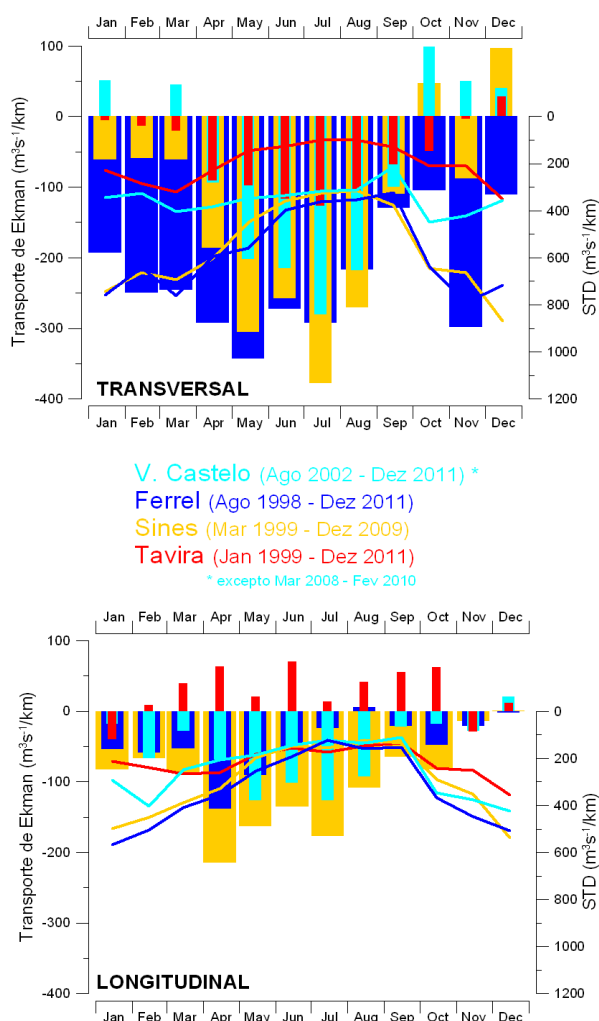 Jan Feb Mar Apr May Jun Jul Aug Sep Oct Nov Dec
100
0
-100
-200
-300
-400
Transporte de Ekman (m³s⁻¹/km)
0
200
400
600
800
1000
1200
STD (m³s⁻¹/km)
TRANSVERSAL
Jan Feb Mar Apr May Jun Jul Aug Sep Oct Nov Dec
V. Castelo (Ago 2002 - Dez 2011) *
Ferrel (Ago 1998 - Dez 2011)
Sines (Mar 1999 - Dez 2009)
Tavira (Jan 1999 - Dez 2011)
* excepto Mar 2008 - Fev 2010
Jan Feb Mar Apr May Jun Jul Aug Sep Oct Nov Dec
100
0
-100
-200
-300
-400
Transporte de Ekman (m³s⁻¹/km)
0
200
400
600
800
1000
1200
STD (m³s⁻¹/km)
LONGITUDINAL
Jan Feb Mar Apr May Jun Jul Aug Sep Oct Nov Dec